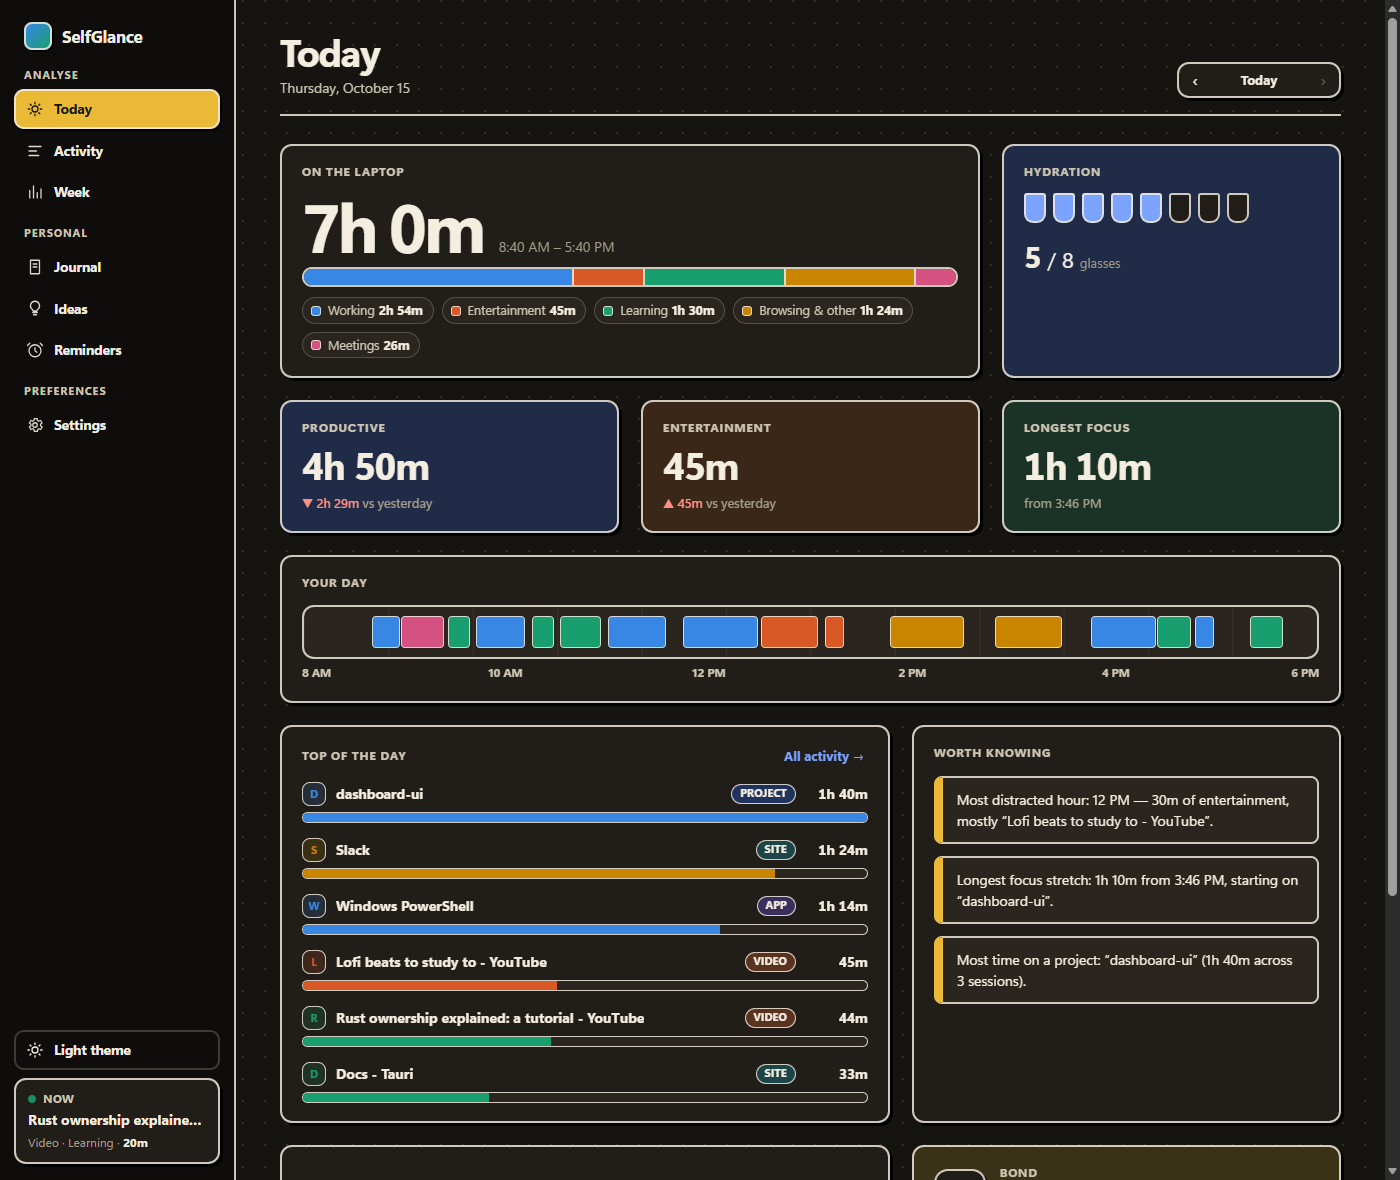 SelfGlance
ANALYSE
Today
Activity
Week
PERSONAL
Journal
Ideas
Reminders
PREFERENCES
Settings
Light theme
NOW
Rust ownership explaine...
Video · Learning · 20m
Today
Thursday, October 15
‹ Today ›
ON THE LAPTOP
7h 0m 8:40 AM – 5:40 PM
Working 2h 54m Entertainment 45m Learning 1h 30m Browsing & other 1h 24m
Meetings 26m
HYDRATION
5 / 8 glasses
PRODUCTIVE
4h 50m
▼ 2h 29m vs yesterday
ENTERTAINMENT
45m
▲ 45m vs yesterday
LONGEST FOCUS
1h 10m
from 3:46 PM
YOUR DAY
8 AM 10 AM 12 PM 2 PM 4 PM 6 PM
TOP OF THE DAY All activity →
D dashboard-ui PROJECT 1h 40m
S Slack SITE 1h 24m
W Windows PowerShell APP 1h 14m
L Lofi beats to study to - YouTube VIDEO 45m
R Rust ownership explained: a tutorial - YouTube VIDEO 44m
D Docs - Tauri SITE 33m
WORTH KNOWING
Most distracted hour: 12 PM — 30m of entertainment,
mostly “Lofi beats to study to - YouTube”.
Longest focus stretch: 1h 10m from 3:46 PM, starting on
“dashboard-ui”.
Most time on a project: “dashboard-ui” (1h 40m across
3 sessions).
BOND